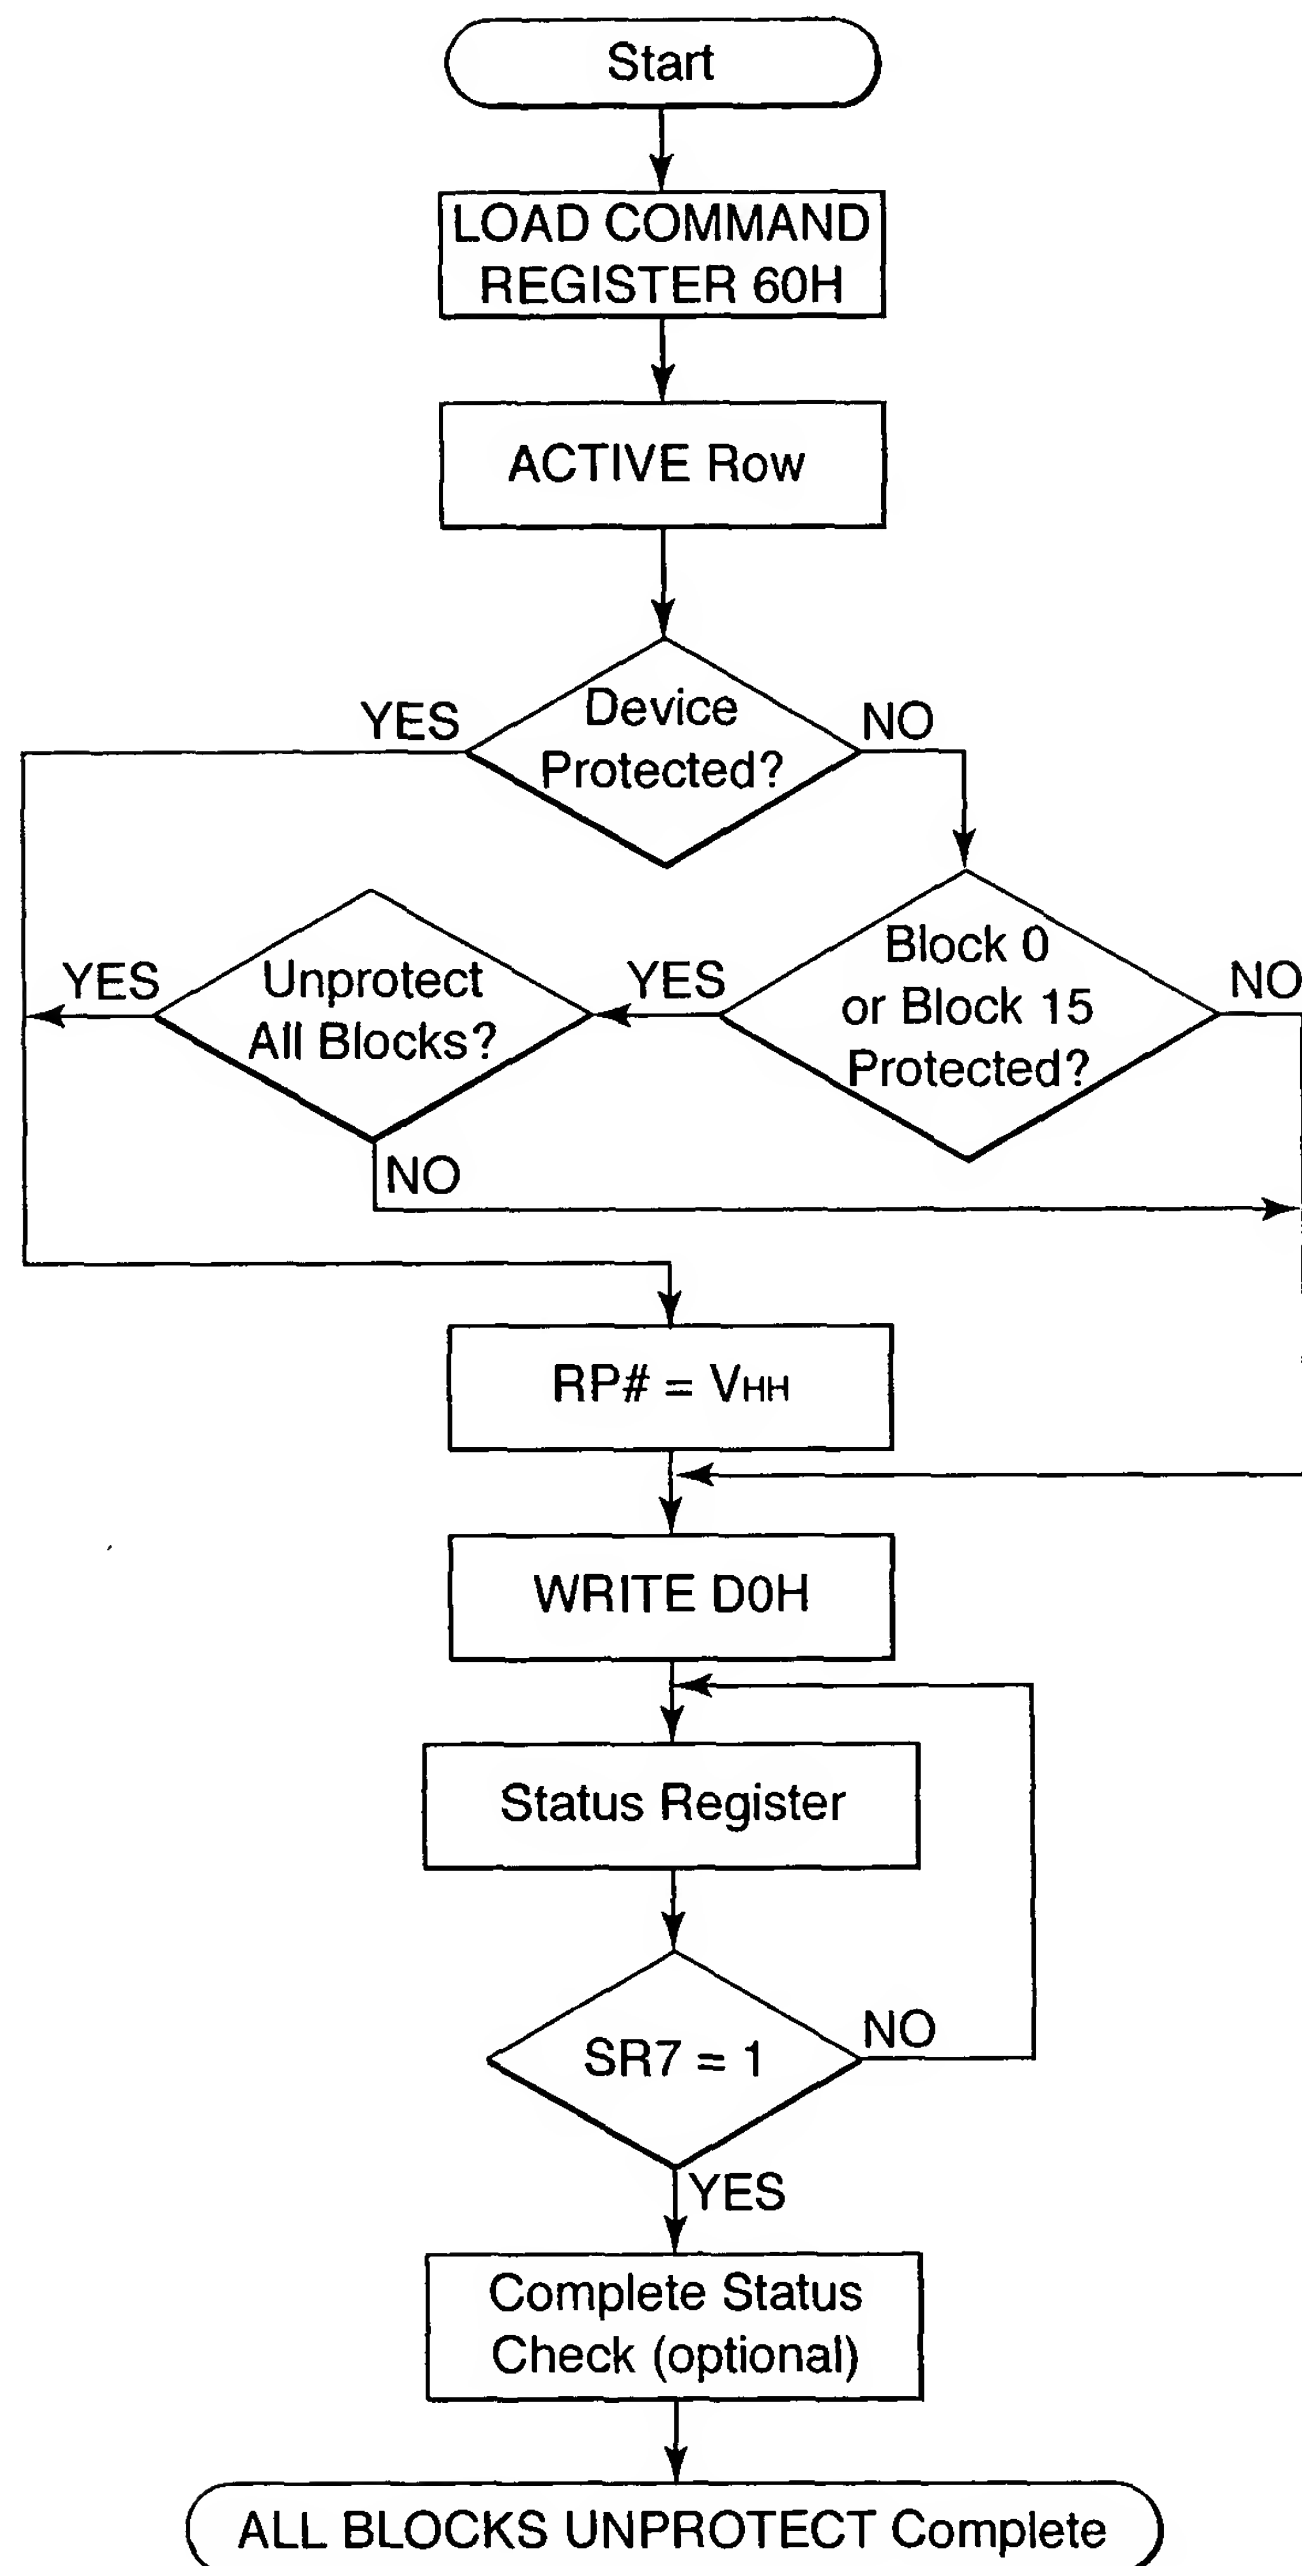 Start
LOAD COMMAND
REGISTER 60H
ACTIVE Row
Device
Protected?
YES
NO
Block 0
or Block 15
Protected?
YES
NO
Unprotect
All Blocks?
YES
NO
RP# = VHH
WRITE D0H
Status Register
SR7 = 1
NO
YES
Complete Status
Check (optional)
ALL BLOCKS UNPROTECT Complete